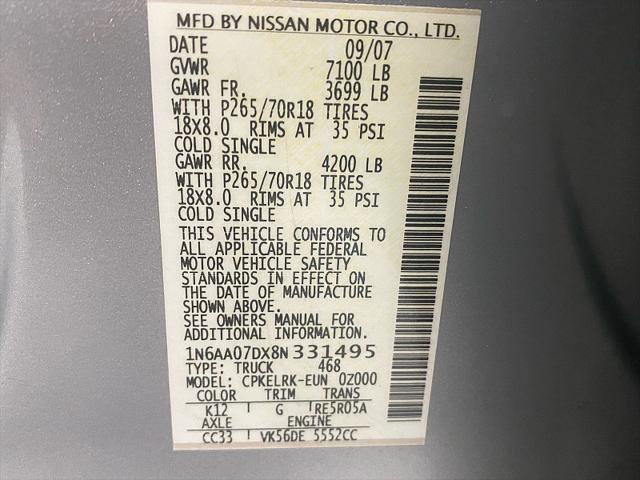 MFD BY NISSAN MOTOR CO., LTD.
DATE 09/07
GVWR 7100 LB
GAWR FR. 3699 LB
WITH P265/70R18 TIRES
18X8.0 RIMS AT 35 PSI
COLD SINGLE
GAWR RR. 4200 LB
WITH P265/70R18 TIRES
18X8.0 RIMS AT 35 PSI
COLD SINGLE
THIS VEHICLE CONFORMS TO
ALL APPLICABLE FEDERAL
MOTOR VEHICLE SAFETY
STANDARDS IN EFFECT ON
THE DATE OF MANUFACTURE
SHOWN ABOVE.
SEE OWNERS MANUAL FOR
ADDITIONAL INFORMATION.
1N6AA07DX8N331495
TYPE: TRUCK 468
MODEL: CPKELRK-EUN 0Z000
COLOR TRIM TRANS
K12 G RE5R05A
AXLE ENGINE
CC33 VK56DE 5552CC